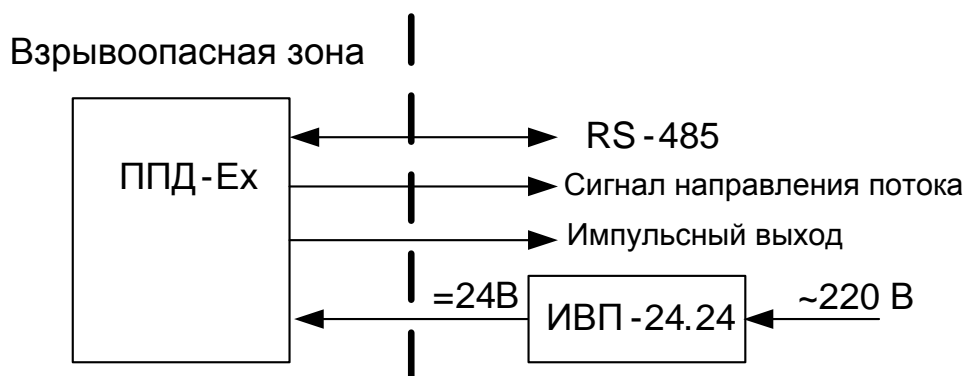 Взрывоопасная зона
RS-485
ППД-Ex
Сигнал направления потока
Импульсный выход
=24В
~220 В
ИВП-24.24